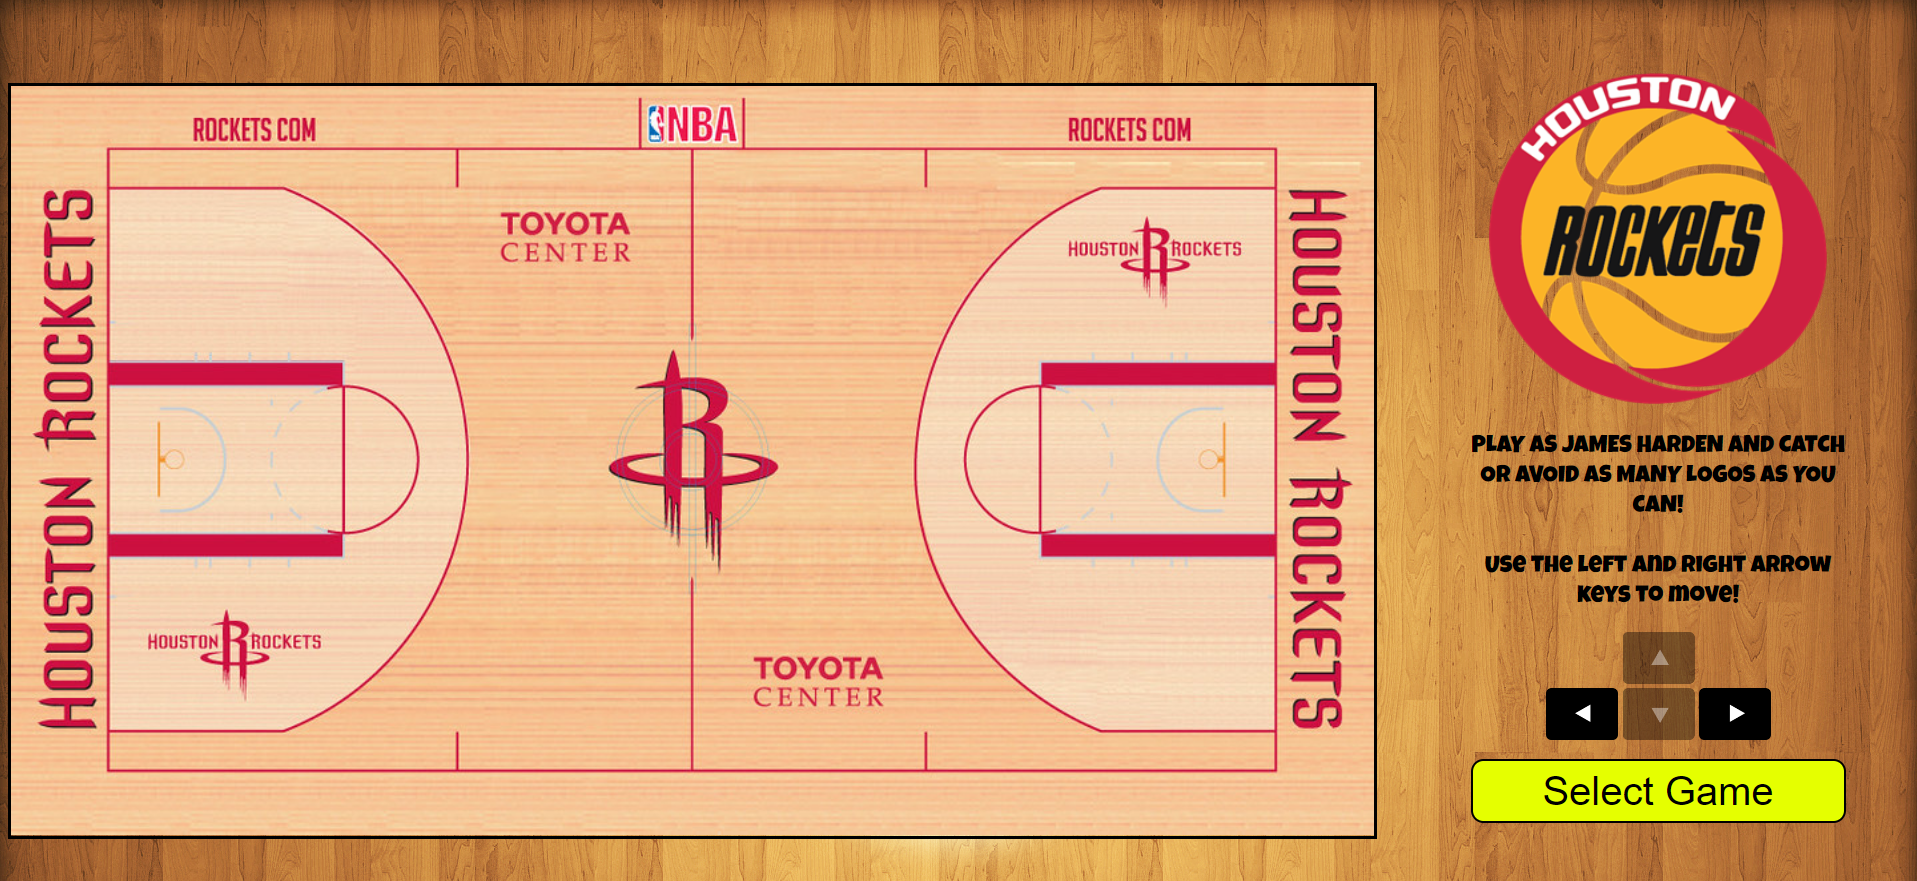 ROCKETS COM
NBA
ROCKETS COM
HOUSTON ROCKETS
TOYOTA
CENTER
HOUSTON ROCKETS
HOUSTON ROCKETS
HOUSTON ROCKETS
TOYOTA
CENTER
HOUSTON
ROCKETS
PLAY AS JAMES HARDEN AND CATCH
OR AVOID AS MANY LOGOS AS YOU
CAN!
USE THE LEFT AND RIGHT ARROW
KEYS TO MOVE!
Select Game